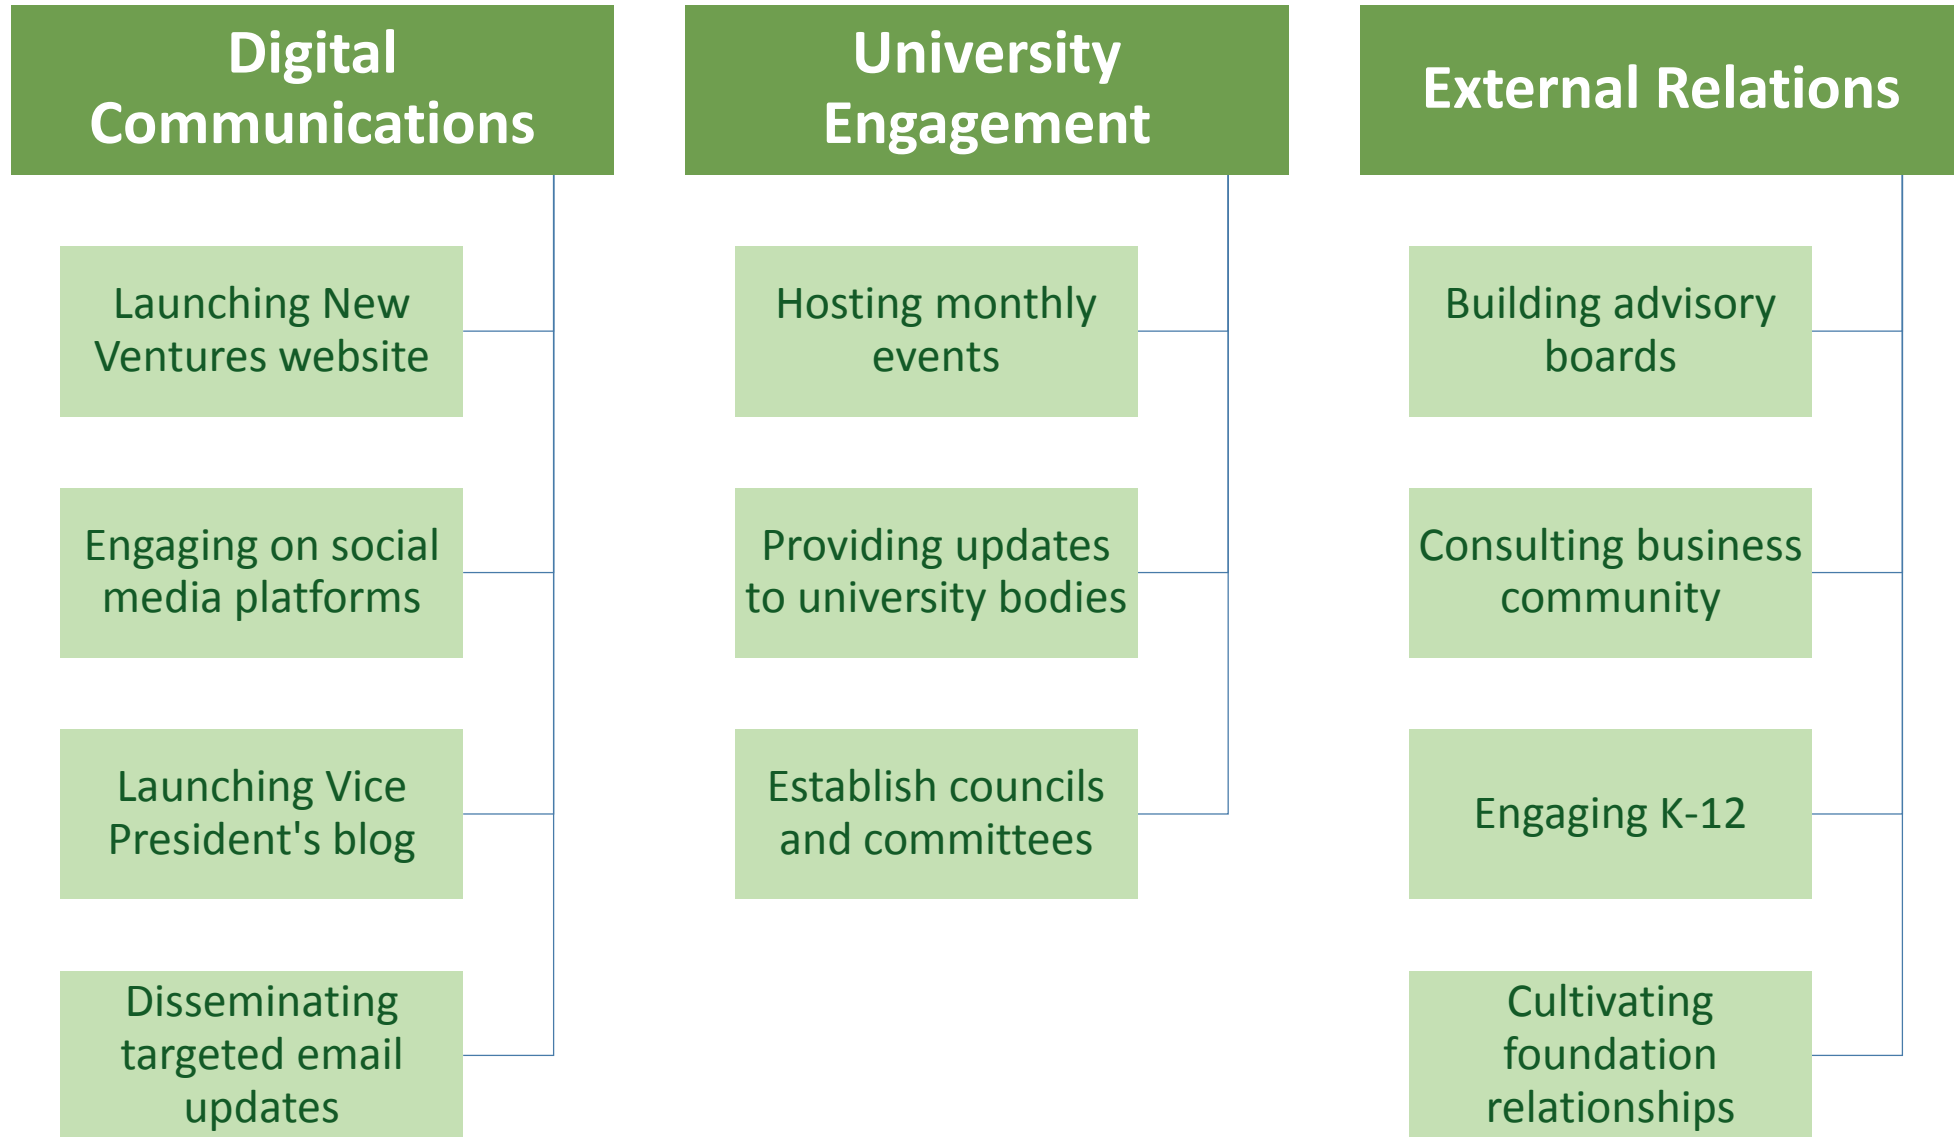 Digital
Communications
Launching New
Ventures website
Engaging on social
media platforms
Launching Vice
President's blog
Disseminating
targeted email
updates
University
Engagement
Hosting monthly
events
Providing updates
to university bodies
Establish councils
and committees
External Relations
Building advisory
boards
Consulting business
community
Engaging K-12
Cultivating
foundation
relationships